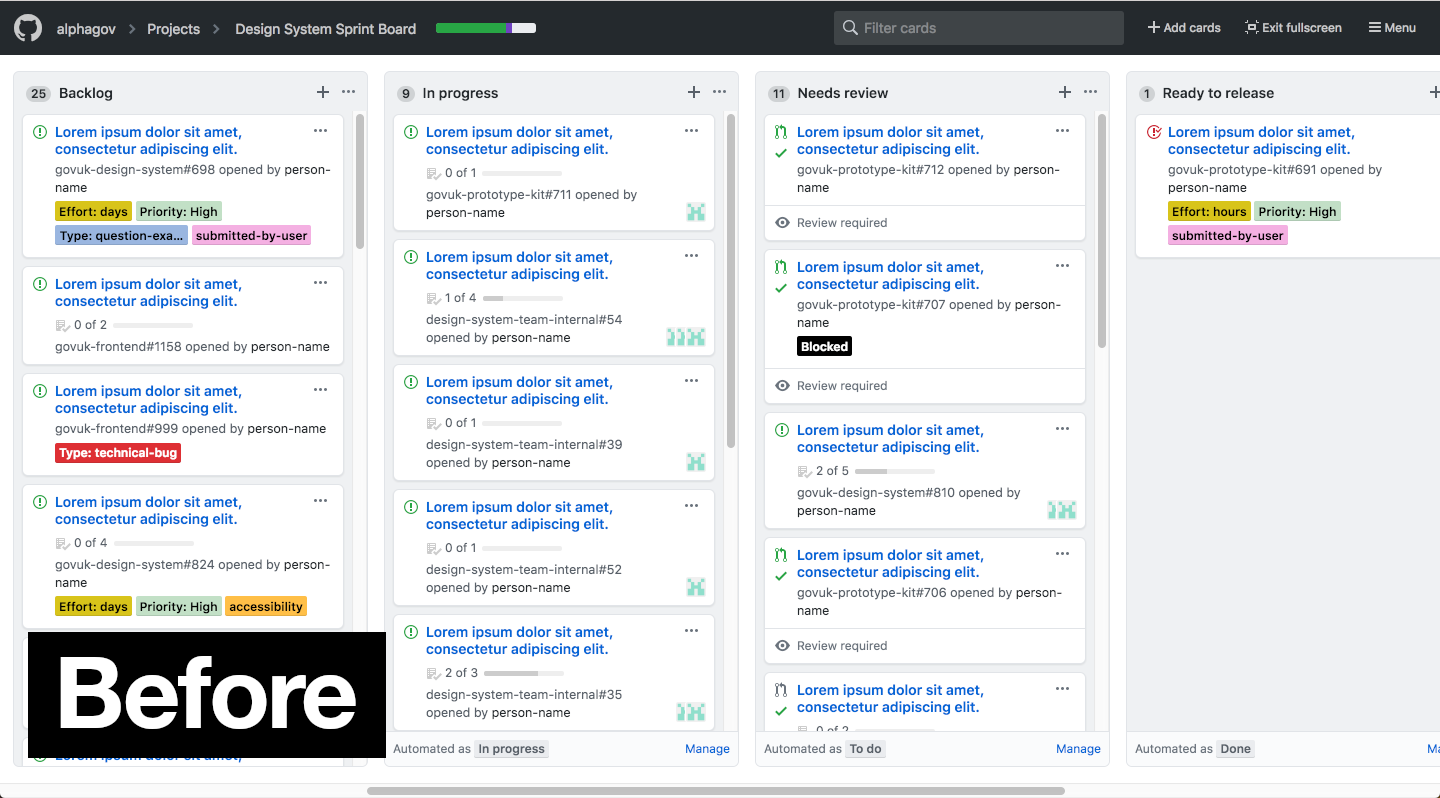 alphagov
Projects
Design System Sprint Board
Filter cards
Add cards
Exit fullscreen
Menu
25 Backlog
Lorem ipsum dolor sit amet,
consectetur adipiscing elit.
govuk-design-system#698 opened by person-
name
Effort: days Priority: High
Type: question-exa... submitted-by-user
Lorem ipsum dolor sit amet,
consectetur adipiscing elit.
0 of 2
govuk-frontend#1158 opened by person-name
Lorem ipsum dolor sit amet,
consectetur adipiscing elit.
govuk-frontend#999 opened by person-name
Type: technical-bug
Lorem ipsum dolor sit amet,
consectetur adipiscing elit.
0 of 4
govuk-design-system#824 opened by person-
name
Effort: days Priority: High accessibility
Before
9 In progress
Lorem ipsum dolor sit amet,
consectetur adipiscing elit.
0 of 1
govuk-prototype-kit#711 opened by
person-name
Lorem ipsum dolor sit amet,
consectetur adipiscing elit.
1 of 4
design-system-team-internal#54
opened by person-name
Lorem ipsum dolor sit amet,
consectetur adipiscing elit.
0 of 1
design-system-team-internal#39
opened by person-name
Lorem ipsum dolor sit amet,
consectetur adipiscing elit.
0 of 1
design-system-team-internal#52
opened by person-name
Lorem ipsum dolor sit amet,
consectetur adipiscing elit.
2 of 3
design-system-team-internal#35
opened by person-name
Automated as In progress Manage
11 Needs review
Lorem ipsum dolor sit amet,
consectetur adipiscing elit.
govuk-prototype-kit#712 opened by person-
name
Review required
Lorem ipsum dolor sit amet,
consectetur adipiscing elit.
govuk-prototype-kit#707 opened by person-
name
Blocked
Review required
Lorem ipsum dolor sit amet,
consectetur adipiscing elit.
2 of 5
govuk-design-system#810 opened by
person-name
Lorem ipsum dolor sit amet,
consectetur adipiscing elit.
govuk-prototype-kit#706 opened by person-
name
Review required
Lorem ipsum dolor sit amet,
consectetur adipiscing elit.
0 of 2
Automated as To do Manage
1 Ready to release
Lorem ipsum dolor sit amet,
consectetur adipiscing elit.
govuk-prototype-kit#691 opened by
person-name
Effort: hours Priority: High
submitted-by-user
Automated as Done